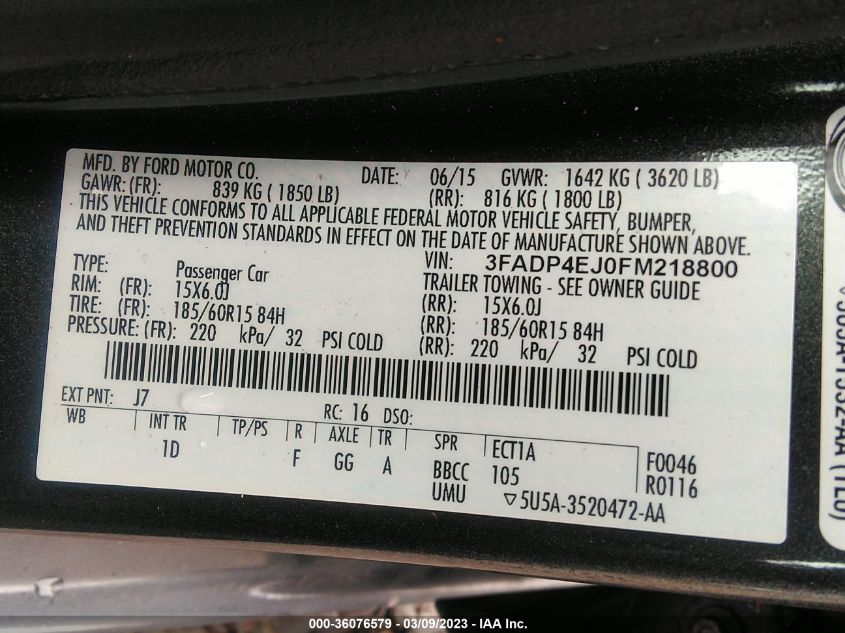 MFD. BY FORD MOTOR CO. DATE: 06/15 GVWR: 1642 KG ( 3620 LB)
GAWR: (FR): 839 KG ( 1850 LB) (RR): 816 KG ( 1800 LB)
THIS VEHICLE CONFORMS TO ALL APPLICABLE FEDERAL MOTOR VEHICLE SAFETY, BUMPER,
AND THEFT PREVENTION STANDARDS IN EFFECT ON THE DATE OF MANUFACTURE SHOWN ABOVE.
VIN: 3FADP4EJ0FM218800
TYPE: Passenger Car TRAILER TOWING - SEE OWNER GUIDE
RIM: (FR): 15X6.0J (RR): 15X6.0J
TIRE: (FR): 185/60R15 84H (RR): 185/60R15 84H
PRESSURE: (FR): 220 kPa/ 32 PSI COLD (RR): 220 kPa/ 32 PSI COLD
EXT PNT: J7 RC: 16 DSO:
WB INT TR TP/PS R AXLE TR SPR ECT1A F0046
1D F GG A BBCC 105 R0116
UMU ▽5U5A-3520472-AA
000-36076579 - 03/09/2023 - IAA Inc.